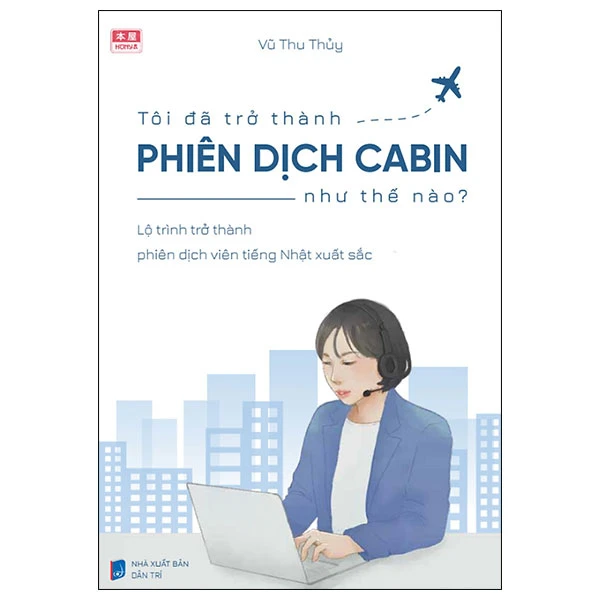 本屋
HONYA
Vũ Thu Thủy
Tôi đã trở thành
PHIÊN DỊCH CABIN
như thế nào?
Lộ trình trở thành
phiên dịch viên tiếng Nhật xuất sắc
NHÀ XUẤT BẢN
DÂN TRÍ